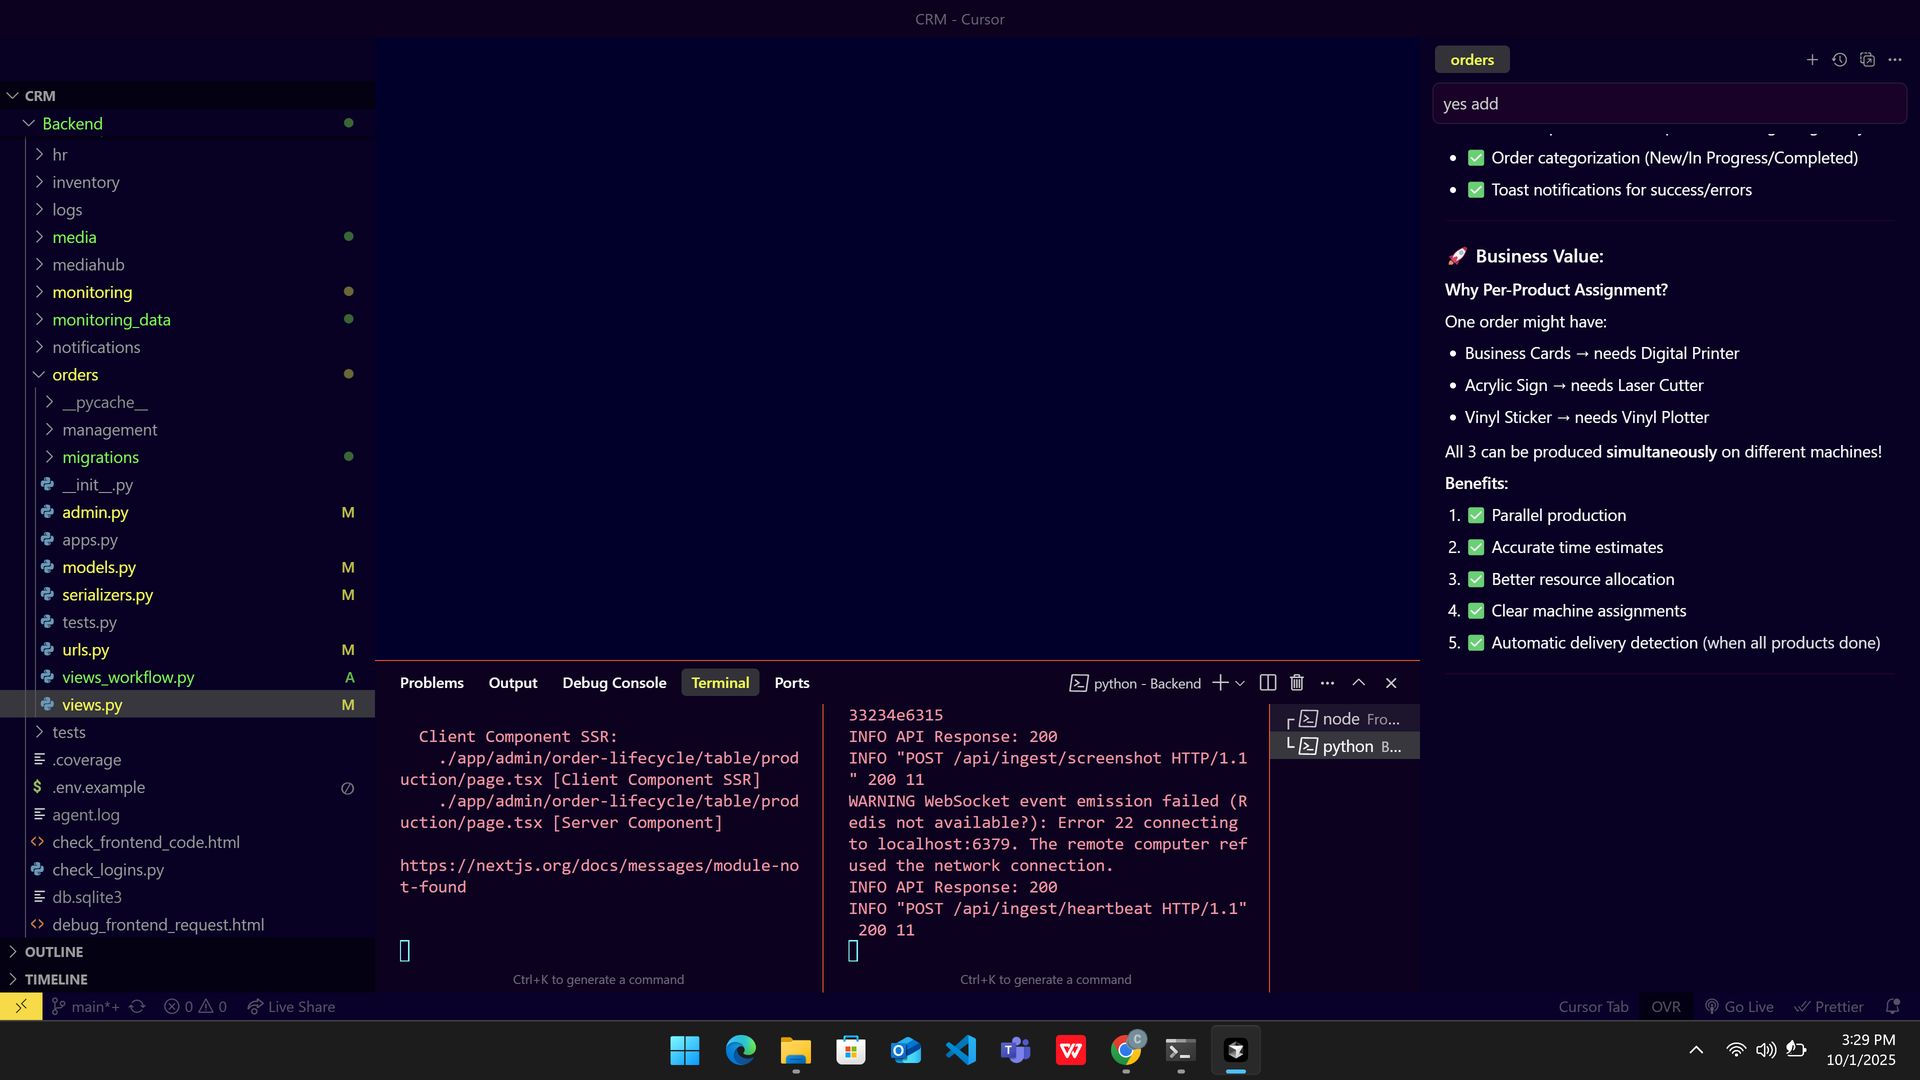 CRM - Cursor
CRM
Backend
hr
inventory
logs
media
mediahub
monitoring
monitoring_data
notifications
orders
__pycache__
management
migrations
__init__.py
admin.py M
apps.py
models.py M
serializers.py M
tests.py
urls.py M
views_workflow.py A
views.py M
tests
.coverage
.env.example
agent.log
check_frontend_code.html
check_logins.py
db.sqlite3
debug_frontend_request.html
OUTLINE
TIMELINE
Problems Output Debug Console Terminal Ports
python - Backend
Client Component SSR:
./app/admin/order-lifecycle/table/prod
uction/page.tsx [Client Component SSR]
./app/admin/order-lifecycle/table/prod
uction/page.tsx [Server Component]
https://nextjs.org/docs/messages/module-no
t-found
Ctrl+K to generate a command
33234e6315
INFO API Response: 200
INFO "POST /api/ingest/screenshot HTTP/1.1
" 200 11
WARNING WebSocket event emission failed (R
edis not available?): Error 22 connecting
to localhost:6379. The remote computer ref
used the network connection.
INFO API Response: 200
INFO "POST /api/ingest/heartbeat HTTP/1.1"
200 11
Ctrl+K to generate a command
node Fro...
python B...
orders
yes add
Order categorization (New/In Progress/Completed)
Toast notifications for success/errors
🚀 Business Value:
Why Per-Product Assignment?
One order might have:
• Business Cards → needs Digital Printer
• Acrylic Sign → needs Laser Cutter
• Vinyl Sticker → needs Vinyl Plotter
All 3 can be produced simultaneously on different machines!
Benefits:
1. ✅ Parallel production
2. ✅ Accurate time estimates
3. ✅ Better resource allocation
4. ✅ Clear machine assignments
5. ✅ Automatic delivery detection (when all products done)
main*+ 0 0 Live Share
Cursor Tab OVR Go Live Prettier
3:29 PM
10/1/2025